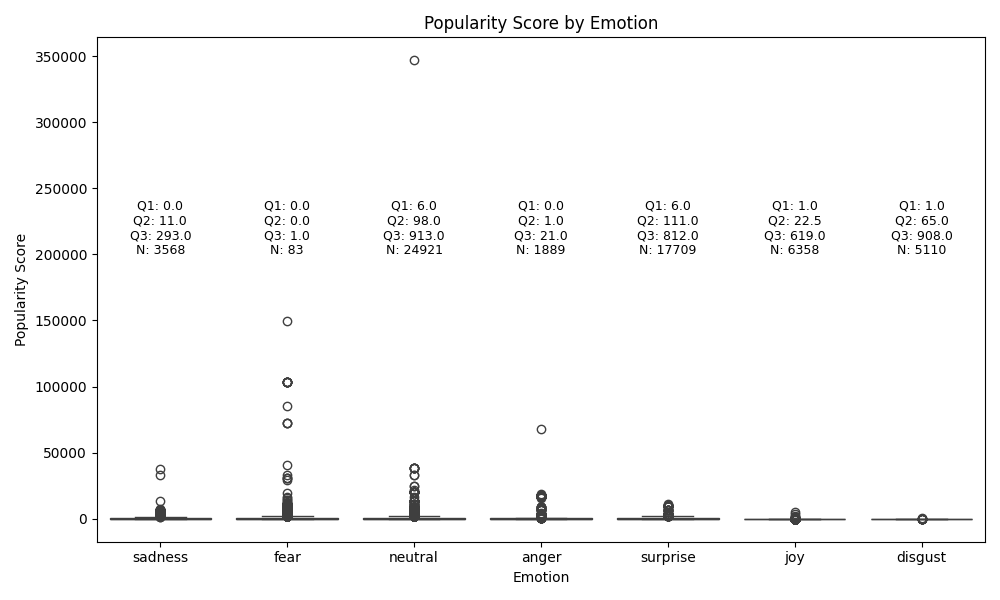 Popularity Score by Emotion
Popularity Score
350000
300000
250000
200000
150000
100000
50000
0
Q1: 0.0
Q2: 11.0
Q3: 293.0
N: 3568
Q1: 0.0
Q2: 0.0
Q3: 1.0
N: 83
Q1: 6.0
Q2: 98.0
Q3: 913.0
N: 24921
Q1: 0.0
Q2: 1.0
Q3: 21.0
N: 1889
Q1: 6.0
Q2: 111.0
Q3: 812.0
N: 17709
Q1: 1.0
Q2: 22.5
Q3: 619.0
N: 6358
Q1: 1.0
Q2: 65.0
Q3: 908.0
N: 5110
sadness fear neutral anger surprise joy disgust
Emotion